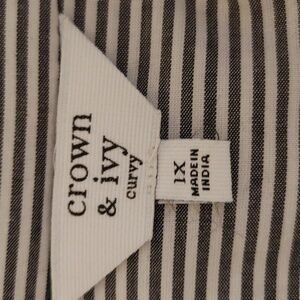 crown
& ivy
curvy
1X
MADE IN
INDIA